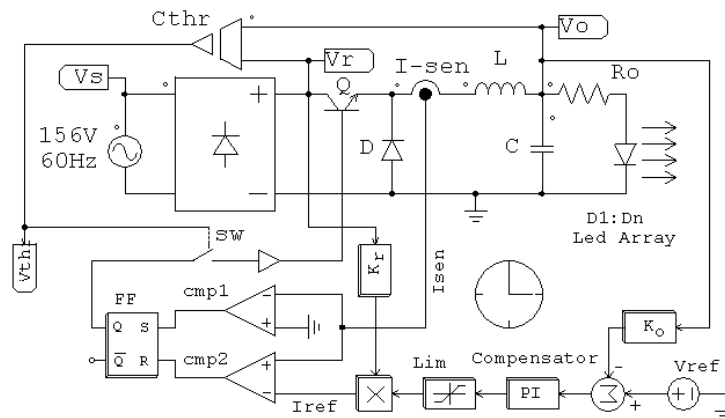 Cthr
Vo
Vs
Vr
I-sen
L
Ro
Q
156V
60Hz
+
−
D
C
D1:Dn
Led Array
Vthr
SW
Kr
Isen
FF
Q S
Q̅ R
cmp1
−
+
cmp2
+
−
Ko
Iref
Lim
Compensator
PI
Σ
-
+
Vref